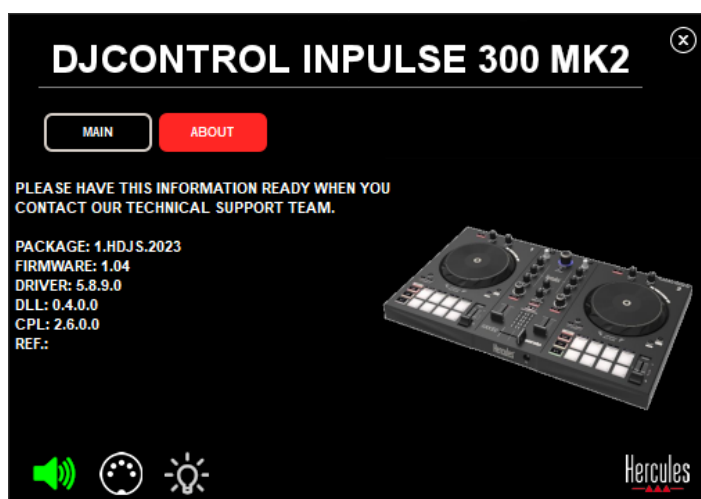 DJCONTROL INPULSE 300 MK2
MAIN
ABOUT
PLEASE HAVE THIS INFORMATION READY WHEN YOU
CONTACT OUR TECHNICAL SUPPORT TEAM.
PACKAGE: 1.HDJS.2023
FIRMWARE: 1.04
DRIVER: 5.8.9.0
DLL: 0.4.0.0
CPL: 2.6.0.0
REF.:
Hercules
Hercules